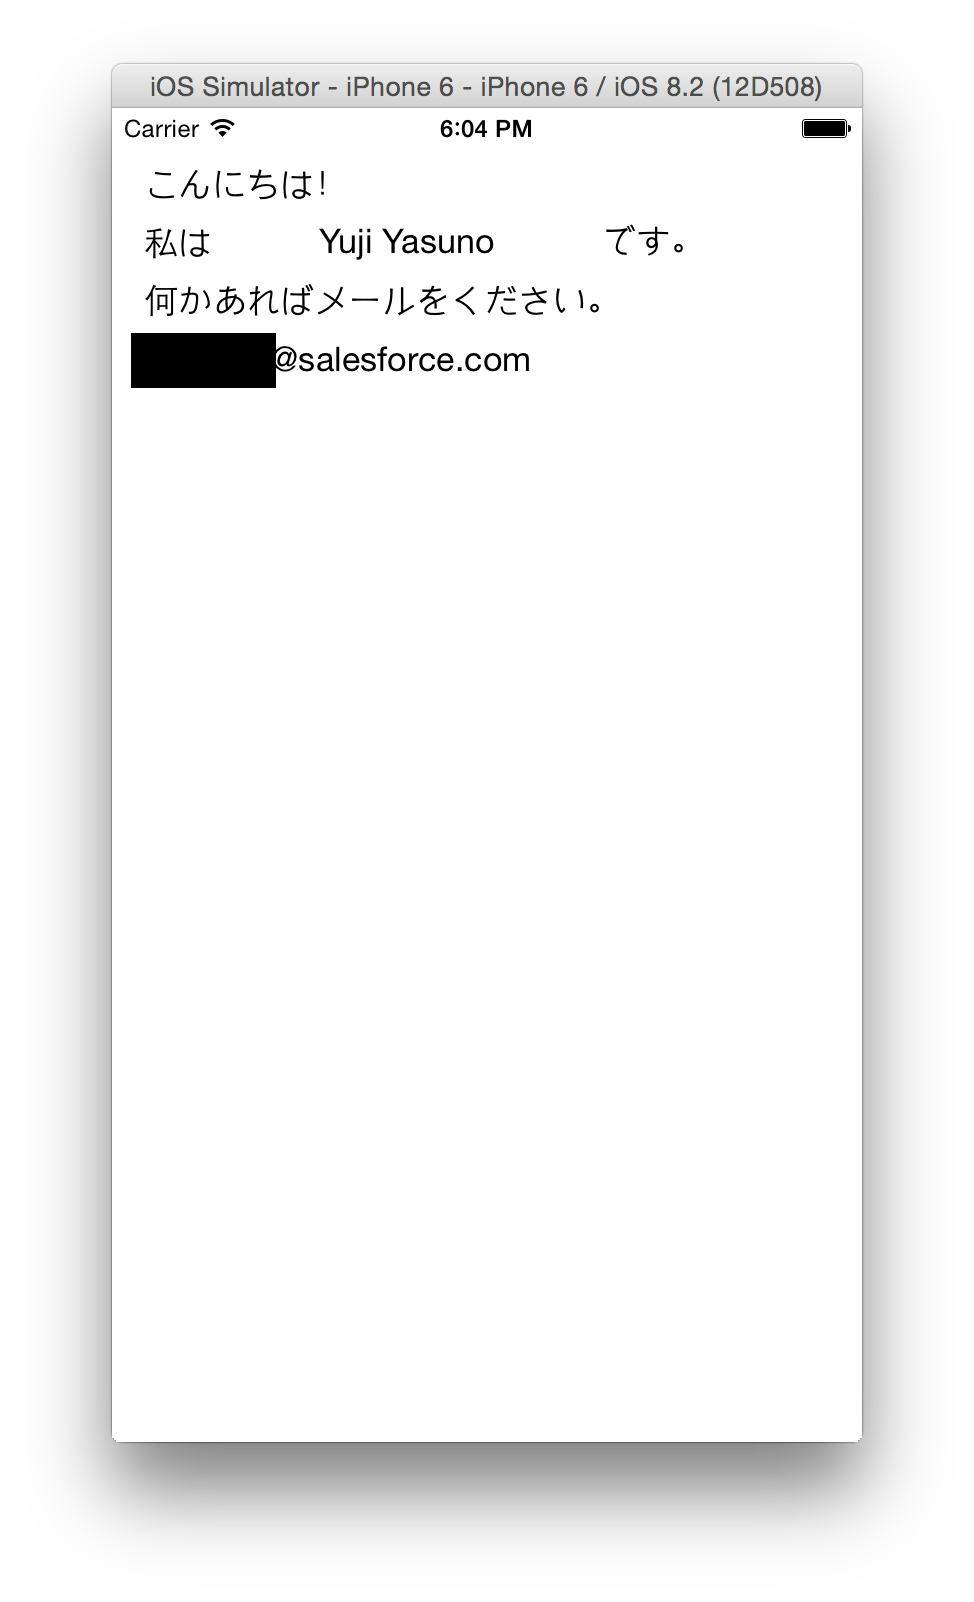 iOS Simulator - iPhone 6 - iPhone 6 / iOS 8.2 (12D508)
Carrier 6:04 PM
こんにちは!
私は Yuji Yasuno です。
何かあればメールをください。
@salesforce.com